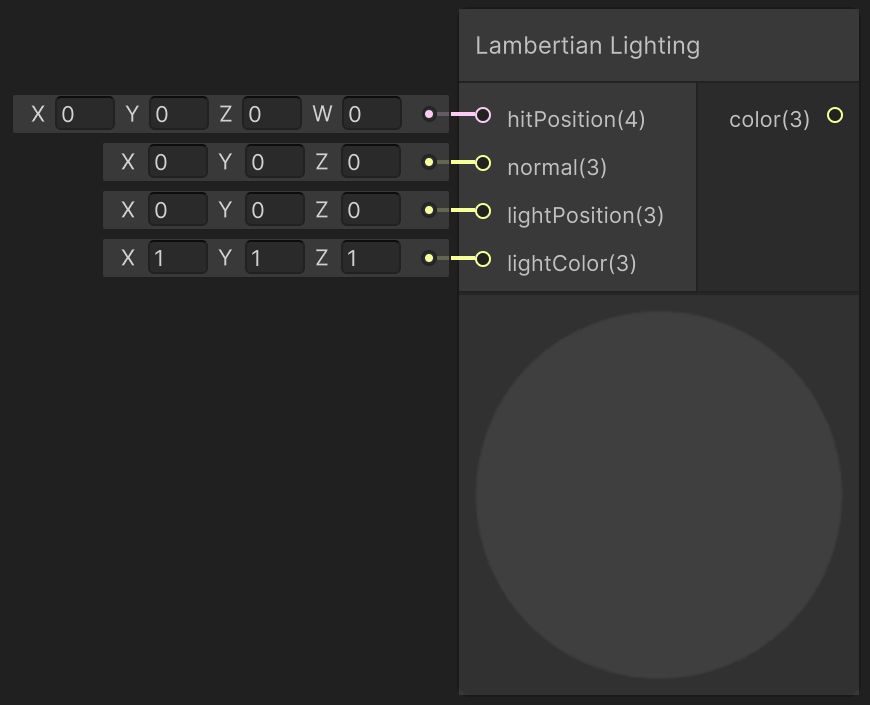 Lambertian Lighting
X 0 Y 0 Z 0 W 0 hitPosition(4) color(3)
X 0 Y 0 Z 0 normal(3)
X 0 Y 0 Z 0 lightPosition(3)
X 1 Y 1 Z 1 lightColor(3)